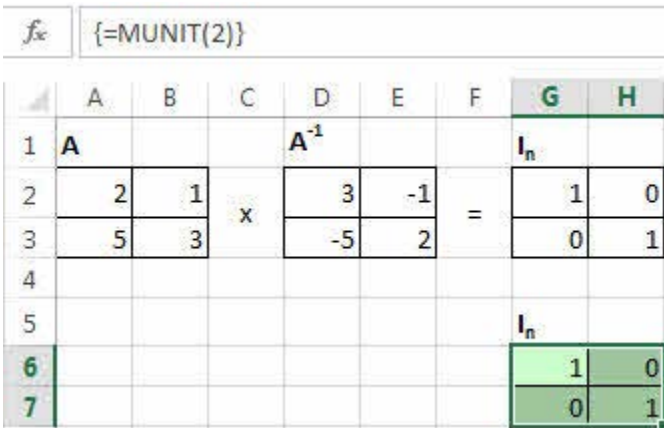 fx {=MUNIT(2)}
A B C D E F G H
1 A A-1 In
2 2 1 3 -1 1 0
x =
3 5 3 -5 2 0 1
4
5 In
6 1 0
7 0 1